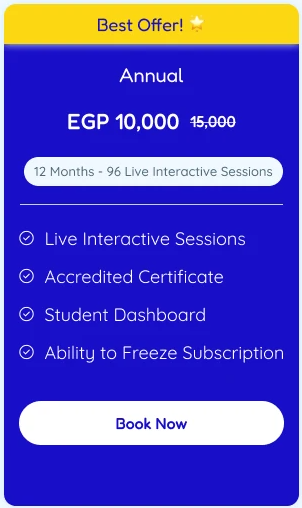 Best Offer! ⭐
Annual
EGP 10,000 15,000
12 Months - 96 Live Interactive Sessions
Live Interactive Sessions
Accredited Certificate
Student Dashboard
Ability to Freeze Subscription
Book Now